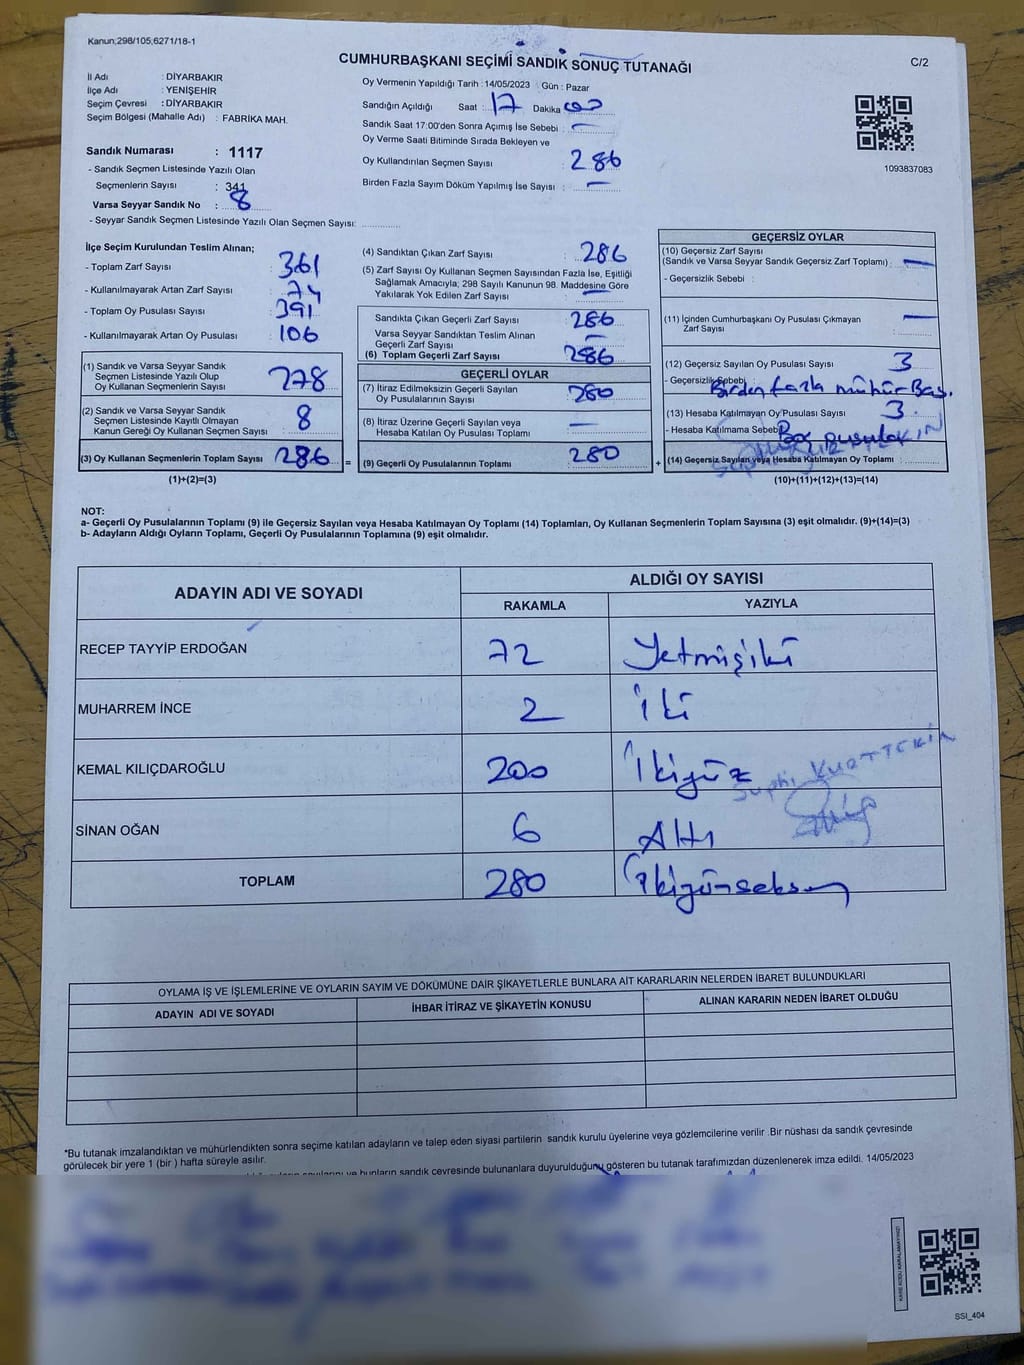 Kanun;298/105;6271/18-1
CUMHURBAŞKANI SEÇİMİ SANDIK SONUÇ TUTANAĞI
C/2
İl Adı : DİYARBAKIR
İlçe Adı : YENİŞEHİR
Seçim Çevresi : DİYARBAKIR
Seçim Bölgesi (Mahalle Adı) : FABRİKA MAH.
Sandık Numarası : 1117
- Sandık Seçmen Listesinde Yazılı Olan
Seçmenlerin Sayısı : 341
Varsa Seyyar Sandık No : 8
- Seyyar Sandık Seçmen Listesinde Yazılı Olan Seçmen Sayısı:
Oy Vermenin Yapıldığı Tarih : 14/05/2023 Gün : Pazar
Sandığın Açıldığı Saat : 17 Dakika
Sandık Saat 17:00'den Sonra Açımış İse Sebebi : —
Oy Verme Saati Bitiminde Sırada Bekleyen ve
Oy Kullandırılan Seçmen Sayısı : 286
Birden Fazla Sayım Döküm Yapılmış İse Sayısı : —
1093837083
İlçe Seçim Kurulundan Teslim Alınan;
- Toplam Zarf Sayısı : 361
- Kullanılmayarak Artan Zarf Sayısı : 74
- Toplam Oy Pusulası Sayısı : 391
- Kullanılmayarak Artan Oy Pusulası : 106
(1) Sandık ve Varsa Seyyar Sandık
Seçmen Listesinde Yazılı Olup
Oy Kullanan Seçmenlerin Sayısı : 278
(2) Sandık ve Varsa Seyyar Sandık
Seçmen Listesinde Kayıtlı Olmayan
Kanun Gereği Oy Kullanan Seçmen Sayısı : 8
(3) Oy Kullanan Seçmenlerin Toplam Sayısı : 286 =
(1)+(2)=(3)
(4) Sandıktan Çıkan Zarf Sayısı : 286
(5) Zarf Sayısı Oy Kullanan Seçmen Sayısından Fazla İse, Eşitliği
Sağlamak Amacıyla; 298 Sayılı Kanunun 98. Maddesine Göre
Yakılarak Yok Edilen Zarf Sayısı : —
Sandıkta Çıkan Geçerli Zarf Sayısı : 286
Varsa Seyyar Sandıktan Teslim Alınan
Geçerli Zarf Sayısı : —
(6) Toplam Geçerli Zarf Sayısı : 286
GEÇERLİ OYLAR
(7) İtiraz Edilmeksizin Geçerli Sayılan
Oy Pusulalarının Sayısı : 280
(8) İtiraz Üzerine Geçerli Sayılan veya
Hesaba Katılan Oy Pusulası Toplamı : —
(9) Geçerli Oy Pusulalarının Toplamı : 280 +
GEÇERSİZ OYLAR
(10) Geçersiz Zarf Sayısı
(Sandık ve Varsa Seyyar Sandık Geçersiz Zarf Toplamı) : —
- Geçersizlik Sebebi :
(11) İçinden Cumhurbaşkanı Oy Pusulası Çıkmayan
Zarf Sayısı : —
(12) Geçersiz Sayılan Oy Pusulası Sayısı : 3
- Geçersizlik Sebebi : Birden fazla mühür Bas.
(13) Hesaba Katılmayan Oy Pusulası Sayısı : 3
- Hesaba Katılmama Sebebi Boş pusula
(14) Geçersiz Sayılan veya Hesaba Katılmayan Oy Toplamı :
(10)+(11)+(12)+(13)=(14)
NOT:
a- Geçerli Oy Pusulalarının Toplamı (9) ile Geçersiz Sayılan veya Hesaba Katılmayan Oy Toplamı (14) Toplamları, Oy Kullanan Seçmenlerin Toplam Sayısına (3) eşit olmalıdır. (9)+(14)=(3)
b- Adayların Aldığı Oyların Toplamı, Geçerli Oy Pusulalarının Toplamına (9) eşit olmalıdır.
ADAYIN ADI VE SOYADI ALDIĞI OY SAYISI
RAKAMLA YAZIYLA
RECEP TAYYİP ERDOĞAN 72 Yetmişiki
MUHARREM İNCE 2 İki
KEMAL KILIÇDAROĞLU 200 İkiyüz
Suphi KURTTEKİN
SİNAN OĞAN 6 Altı
TOPLAM 280 İkiyünseksen
OYLAMA İŞ VE İŞLEMLERİNE VE OYLARIN SAYIM VE DÖKÜMÜNE DAİR ŞİKAYETLERLE BUNLARA AİT KARARLARIN NELERDEN İBARET BULUNDUKLARI
ADAYIN ADI VE SOYADI İHBAR İTİRAZ VE ŞİKAYETİN KONUSU ALINAN KARARIN NEDEN İBARET OLDUĞU
*Bu tutanak imzalandıktan ve mühürlendikten sonra seçime katılan adayların ve talep eden siyasi partilerin sandık kurulu üyelerine veya gözlemcilerine verilir .Bir nüshası da sandık çevresinde
görülecek bir yere 1 (bir ) hafta süreyle asılır.
ve bunların sandık çevresinde bulunanlara duyurulduğunu gösteren bu tutanak tarafımızdan düzenlenerek imza edildi. 14/05/2023
KARE KODU KARALAMAYINIZ!
SSI_404